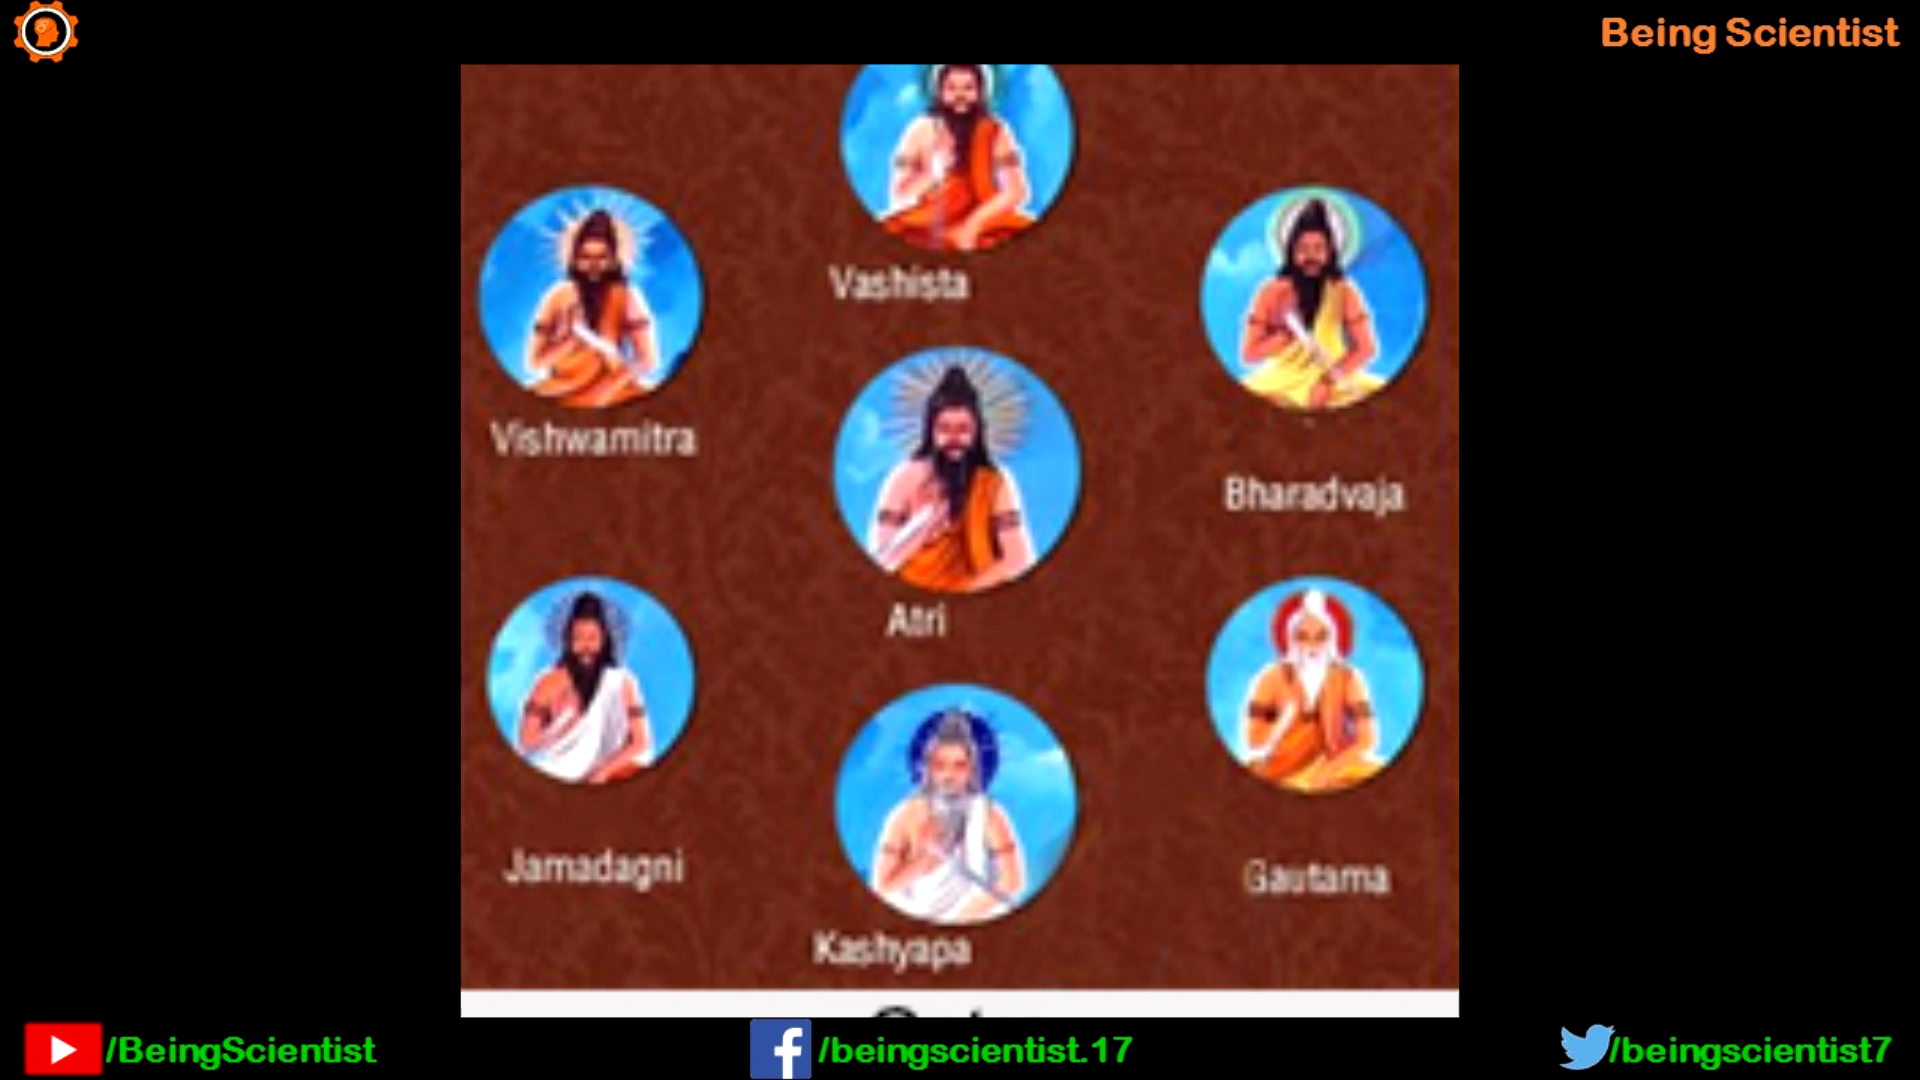 Being Scientist
Vashista
Vishwamitra
Bharadvaja
Atri
Jamadagni
Gautama
Kashyapa
/BeingScientist
/beingscientist.17
/beingscientist7